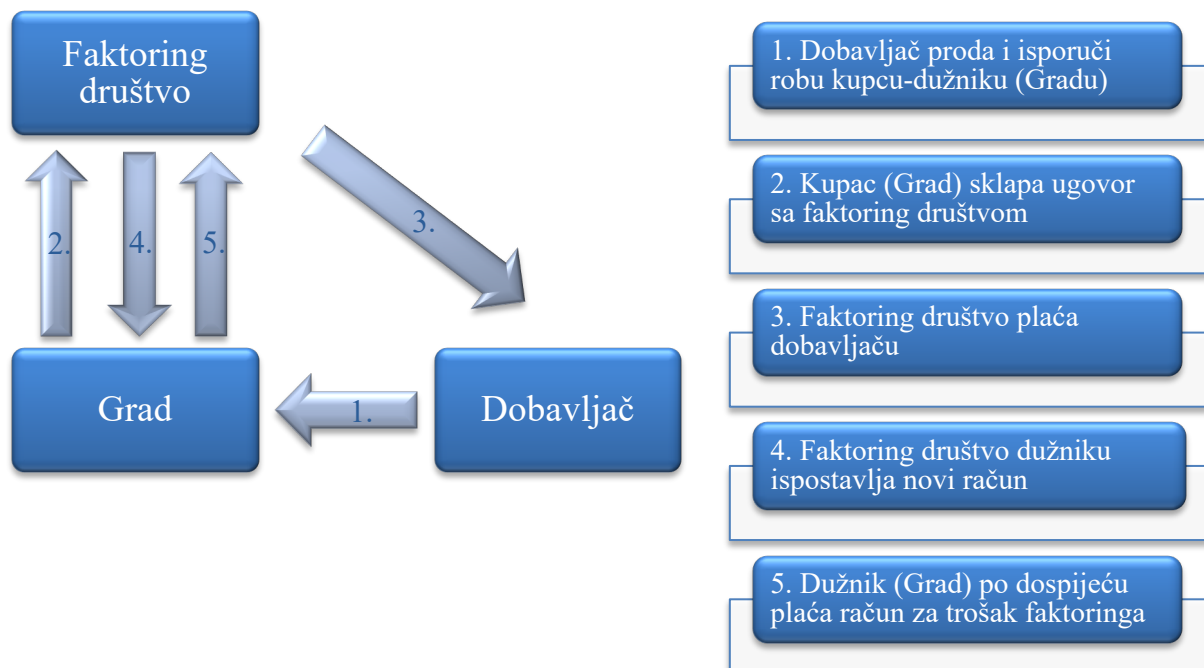 Faktoring
društvo
2.
4.
5.
3.
Grad
1.
Dobavljač
1. Dobavljač proda i isporuči
robu kupcu-dužniku (Gradu)
2. Kupac (Grad) sklapa ugovor
sa faktoring društvom
3. Faktoring društvo plaća
dobavljaču
4. Faktoring društvo dužniku
ispostavlja novi račun
5. Dužnik (Grad) po dospijeću
plaća račun za trošak faktoringa